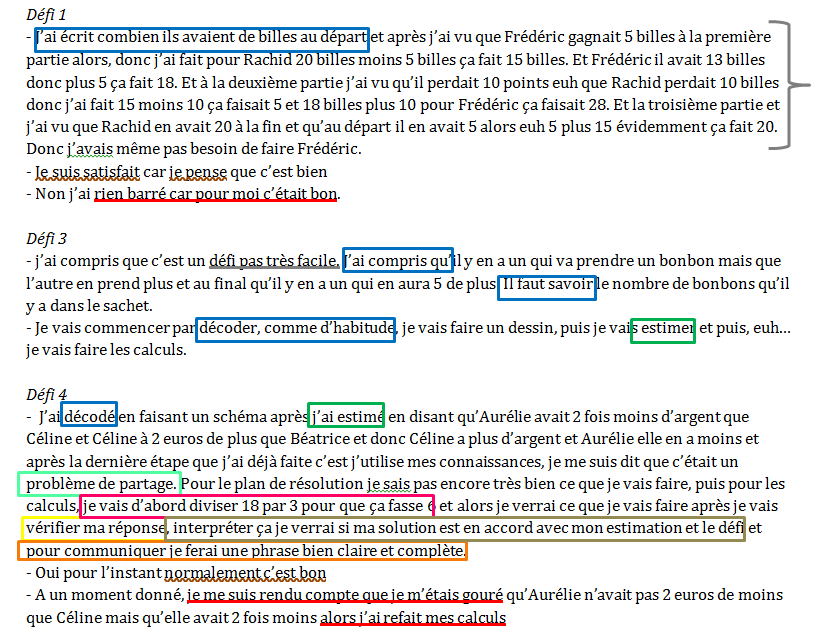 Défi 1
- J’ai écrit combien ils avaient de billes au départ et après j’ai vu que Frédéric gagnait 5 billes à la première
partie alors, donc j’ai fait pour Rachid 20 billes moins 5 billes ça fait 15 billes. Et Frédéric il avait 13 billes
donc plus 5 ça fait 18. Et à la deuxième partie j’ai vu qu’il perdait 10 points euh que Rachid perdait 10 billes
donc j’ai fait 15 moins 10 ça faisait 5 et 18 billes plus 10 pour Frédéric ça faisait 28. Et la troisième partie et
j’ai vu que Rachid en avait 20 à la fin et qu’au départ il en avait 5 alors euh 5 plus 15 évidemment ça fait 20.
Donc j’avais même pas besoin de faire Frédéric.
- Je suis satisfait car je pense que c’est bien
- Non j’ai rien barré car pour moi c’était bon.
Défi 3
- j’ai compris que c’est un défi pas très facile. J’ai compris qu’il y en a un qui va prendre un bonbon mais que
l’autre en prend plus et au final qu’il y en a un qui en aura 5 de plus. Il faut savoir le nombre de bonbons qu’il
y a dans le sachet.
- Je vais commencer par décoder, comme d’habitude, je vais faire un dessin, puis je vais estimer et puis, euh…
je vais faire les calculs.
Défi 4
- J’ai décodé en faisant un schéma après j’ai estimé en disant qu’Aurélie avait 2 fois moins d’argent que
Céline et Céline à 2 euros de plus que Béatrice et donc Céline a plus d’argent et Aurélie elle en a moins et
après la dernière étape que j’ai déjà faite c’est j’utilise mes connaissances, je me suis dit que c’était un
problème de partage. Pour le plan de résolution je sais pas encore très bien ce que je vais faire, puis pour les
calculs, je vais d’abord diviser 18 par 3 pour que ça fasse 6 et alors je verrai ce que je vais faire après je vais
vérifier ma réponse, interpréter ça je verrai si ma solution est en accord avec mon estimation et le défi et
pour communiquer je ferai une phrase bien claire et complète.
- Oui pour l’instant normalement c’est bon
- A un moment donné, je me suis rendu compte que je m’étais gouré qu’Aurélie n’avait pas 2 euros de moins
que Céline mais qu’elle avait 2 fois moins alors j’ai refait mes calculs